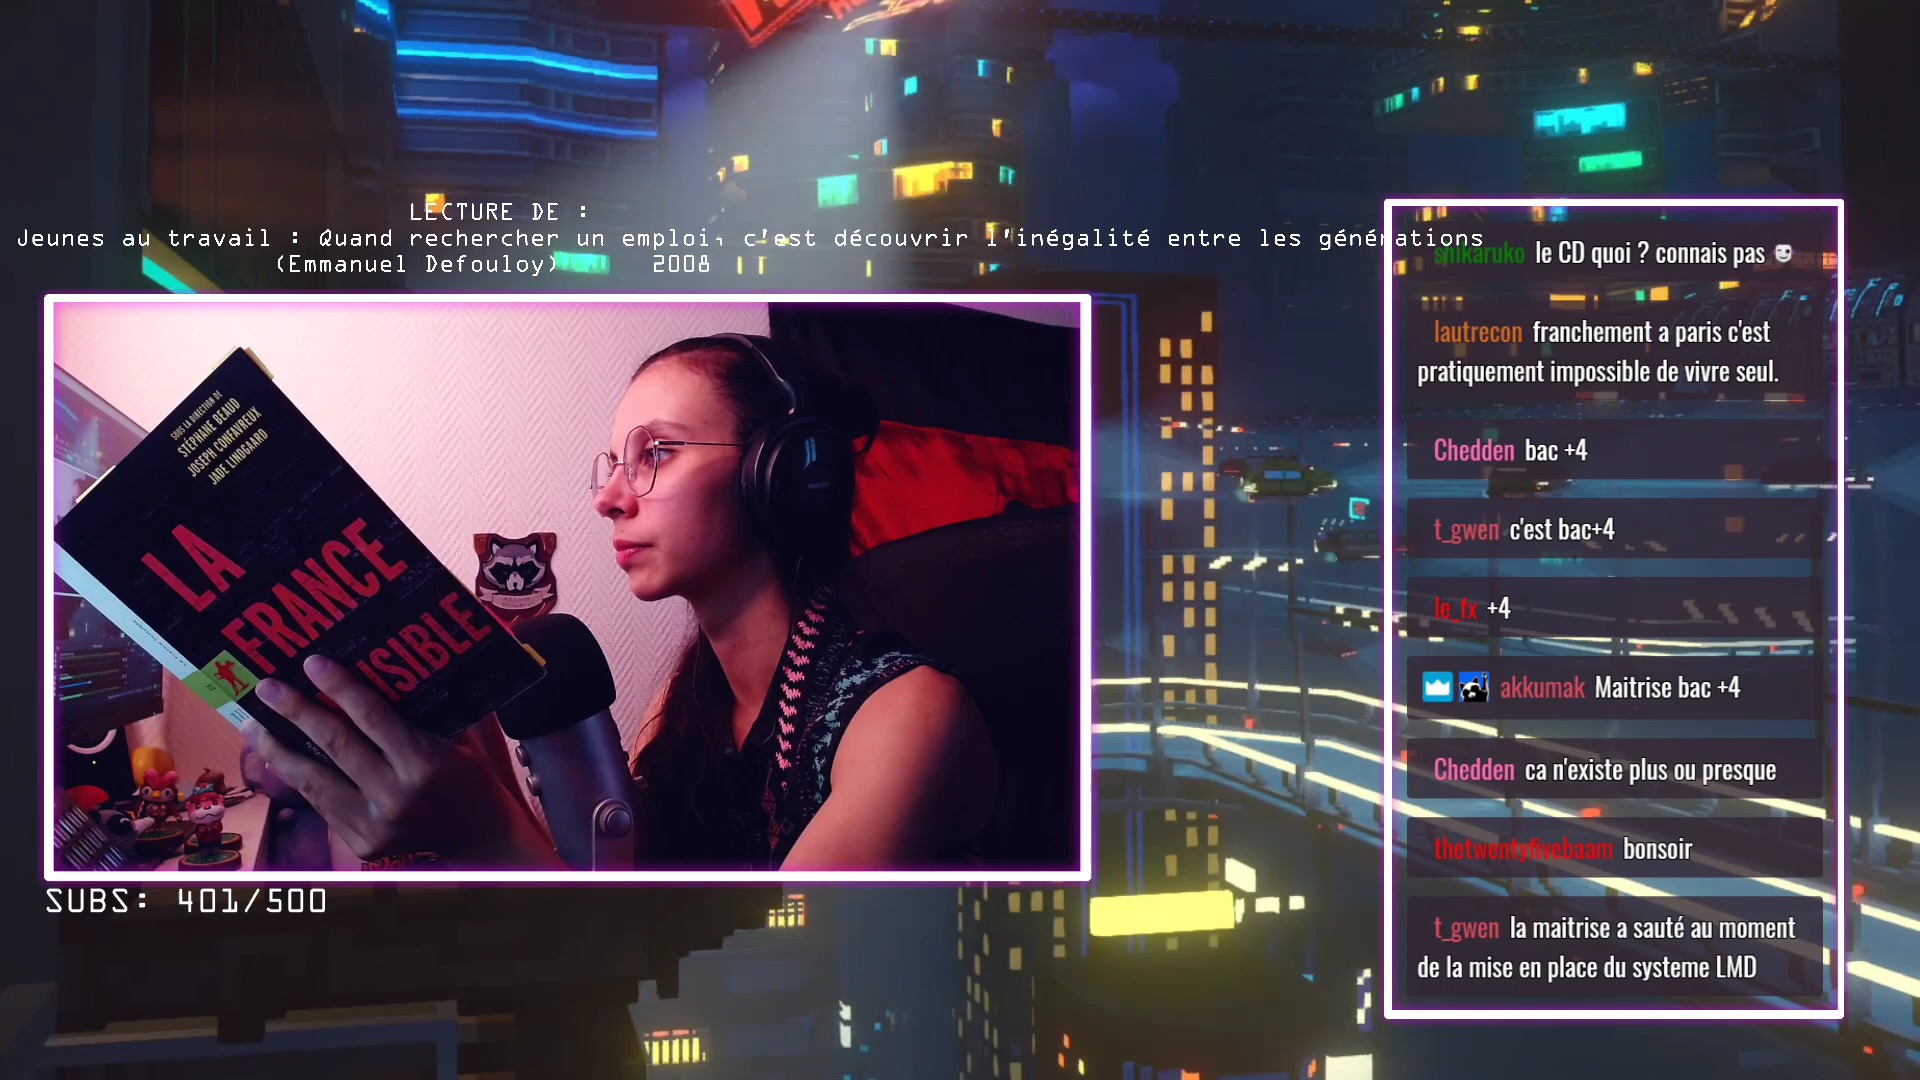 LECTURE DE :
Jeunes au travail : Quand rechercher un emploi, c'est découvrir l'inégalité entre les générations
(Emmanuel Defouloy) 2008
SOUS LA DIRECTION DE
STÉPHANE BEAUD
JOSEPH CONFAVREUX
JADE LINDGAARD
LA
FRANCE
ISIBLE
SUBS: 401/500
shikaruko le CD quoi ? connais pas
lautrecon franchement a paris c'est
pratiquement impossible de vivre seul.
Chedden bac +4
t_gwen c'est bac+4
le_fx +4
akkumak Maitrise bac +4
Chedden ca n'existe plus ou presque
thetwentyfivebaam bonsoir
t_gwen la maitrise a sauté au moment
de la mise en place du systeme LMD